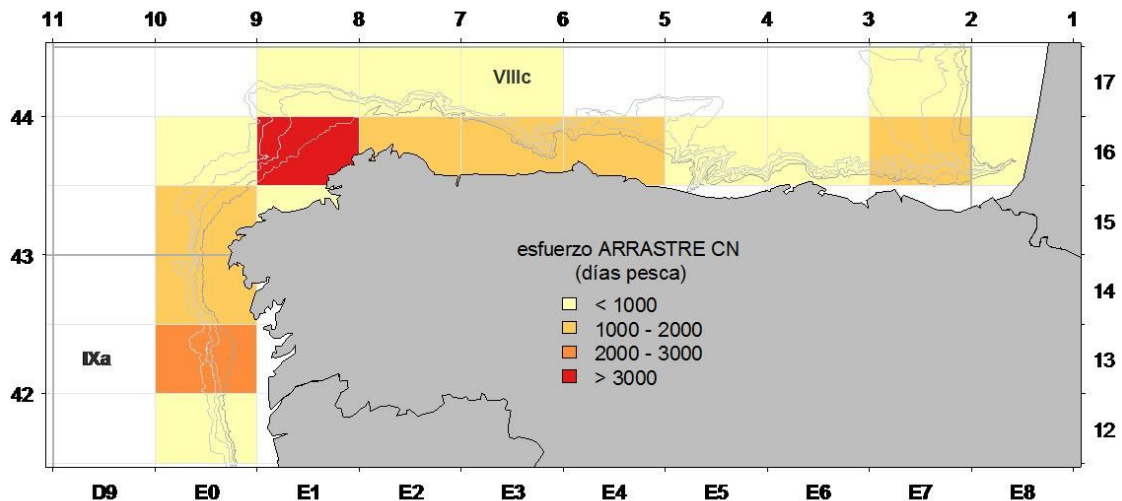 11 10 9 8 7 6 5 4 3 2 1
VIIIc
17
44
16
15
43
esfuerzo ARRASTRE CN
(días pesca)
< 1000
14
1000 - 2000
IXa
2000 - 3000
13
> 3000
42
12
D9 E0 E1 E2 E3 E4 E5 E6 E7 E8